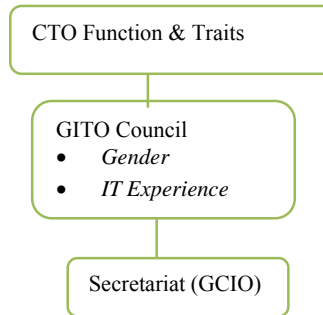 CTO Function & Traits
GITO Council
• Gender
• IT Experience
Secretariat (GCIO)